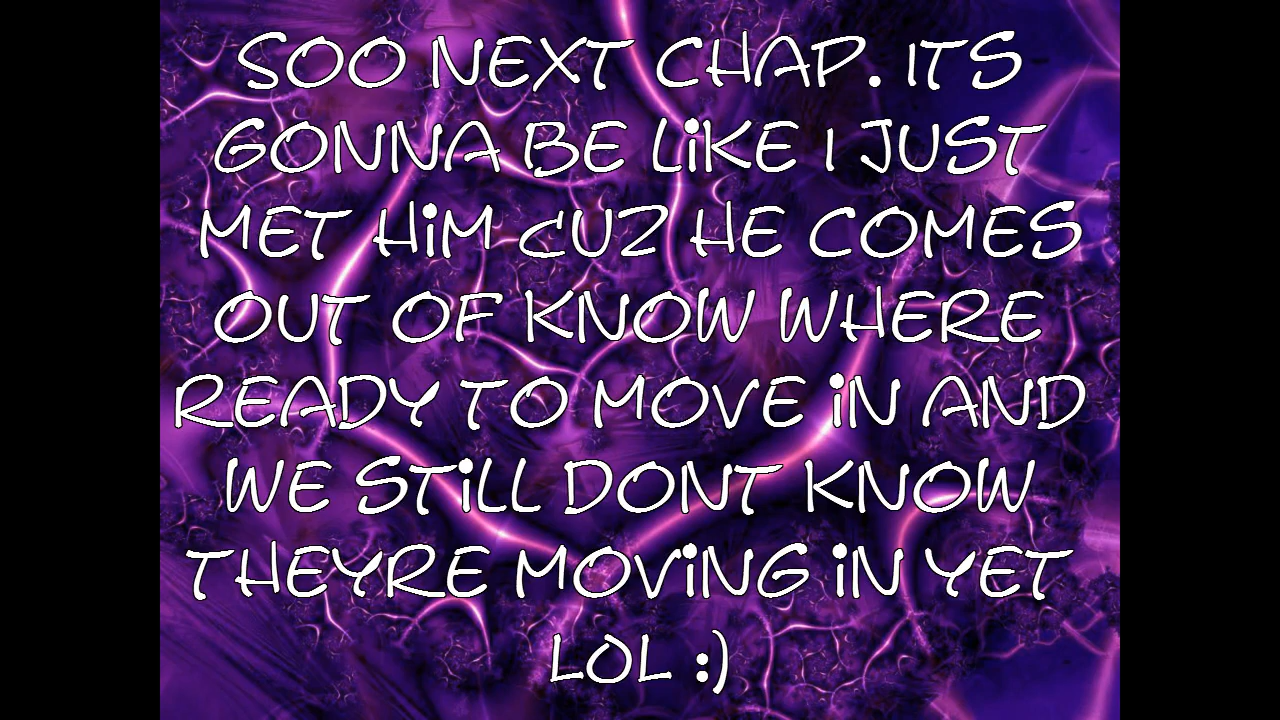 SOO NEXT CHAP. ITS
GONNA BE LIKE I JUST
MET HIM CUZ HE COMES
OUT OF KNOW WHERE
READY TO MOVE IN AND
WE STILL DONT KNOW
THEYRE MOVING IN YET
LOL :)